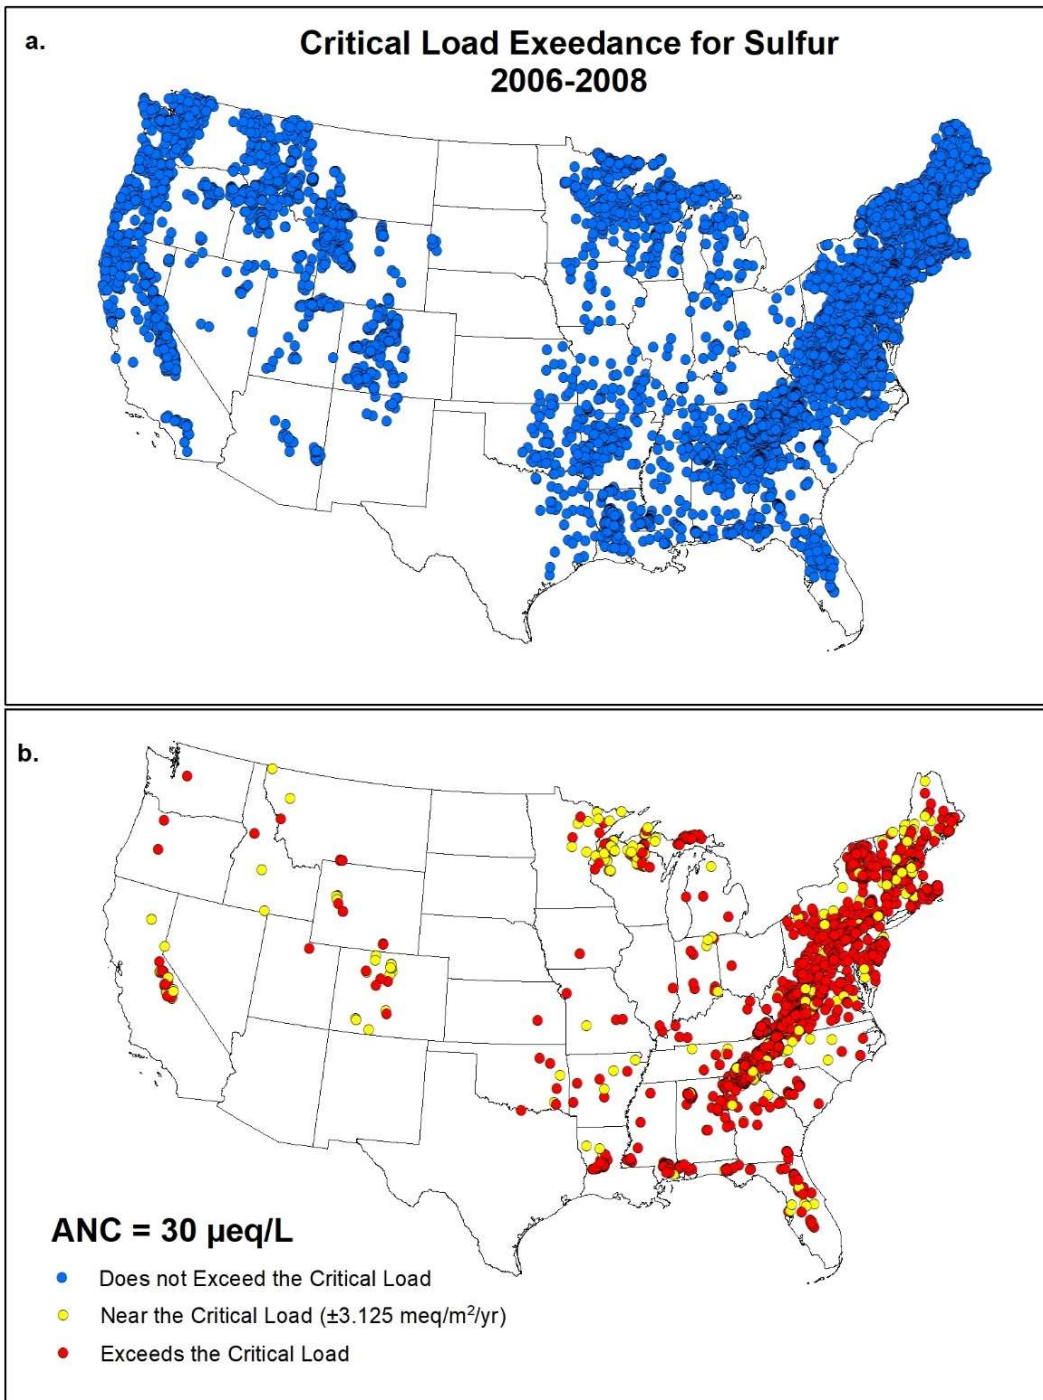 a.
Critical Load Exeedance for Sulfur
2006-2008
b.
ANC = 30 µeq/L
Does not Exceed the Critical Load
Near the Critical Load (±3.125 meq/m²/yr)
Exceeds the Critical Load